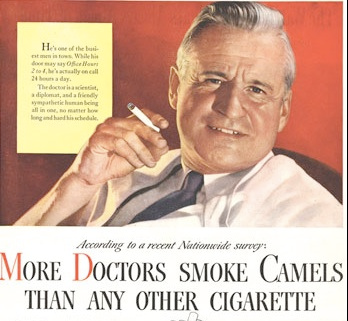 He's one of the busi-
est men in town. While his
door may say Office Hours
2 to 4, he's actually on call
24 hours a day.
The doctor is a scientist,
a diplomat, and a friendly
sympathetic human being
all in one, no matter how
long and hard his schedule.
According to a recent Nationwide survey:
MORE DOCTORS SMOKE CAMELS
THAN ANY OTHER CIGARETTE